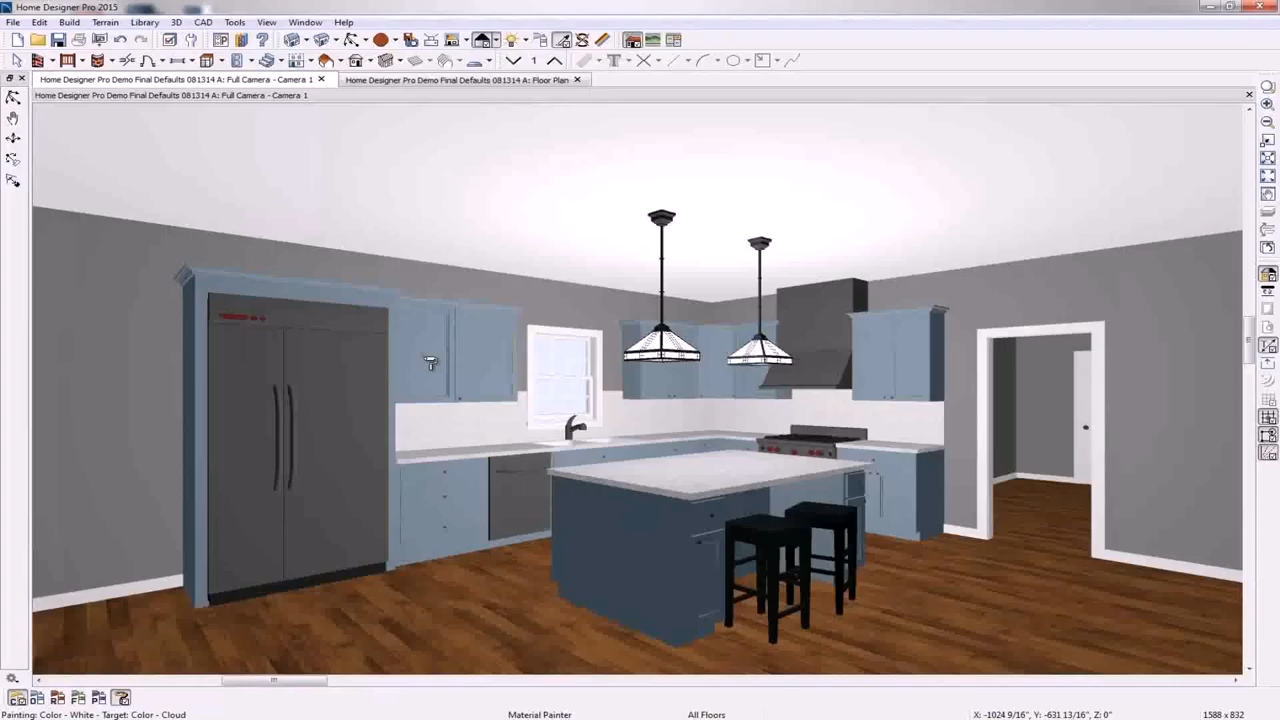 Home Designer Pro 2015
File Edit Build Terrain Library 3D CAD Tools View Window Help
Home Designer Pro Demo Final Defaults 081314 A: Full Camera - Camera 1 Home Designer Pro Demo Final Defaults 081314 A: Floor Plan
Home Designer Pro Demo Final Defaults 081314 A: Full Camera - Camera 1
Painting: Color - White - Target: Color - Cloud Material Painter All Floors X: -1024 9/16", Y: -631 13/16", Z: 0" 1588 x 832